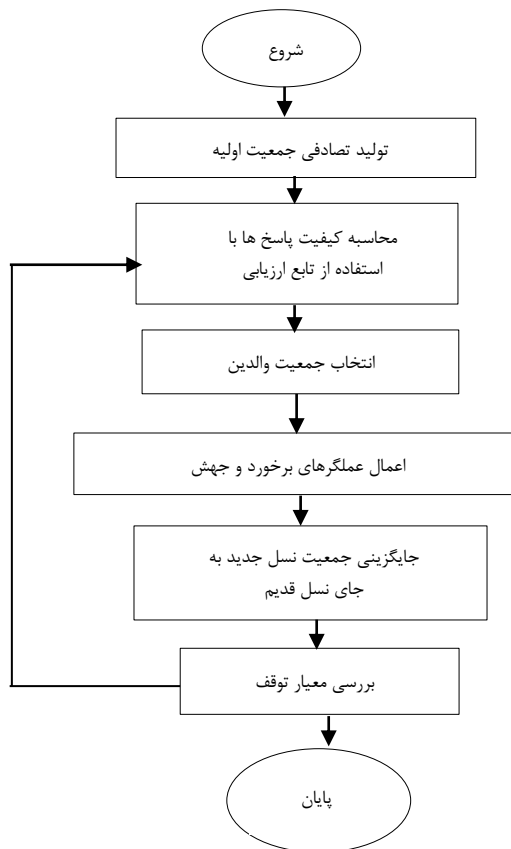 شروع
تولید تصادفی جمعیت اولیه
محاسبه کیفیت پاسخ ها با
استفاده از تابع ارزیابی
انتخاب جمعیت والدین
اعمال عملگرهای برخورد و جهش
جایگزینی جمعیت نسل جدید به
جای نسل قدیم
بررسی معیار توقف
پایان